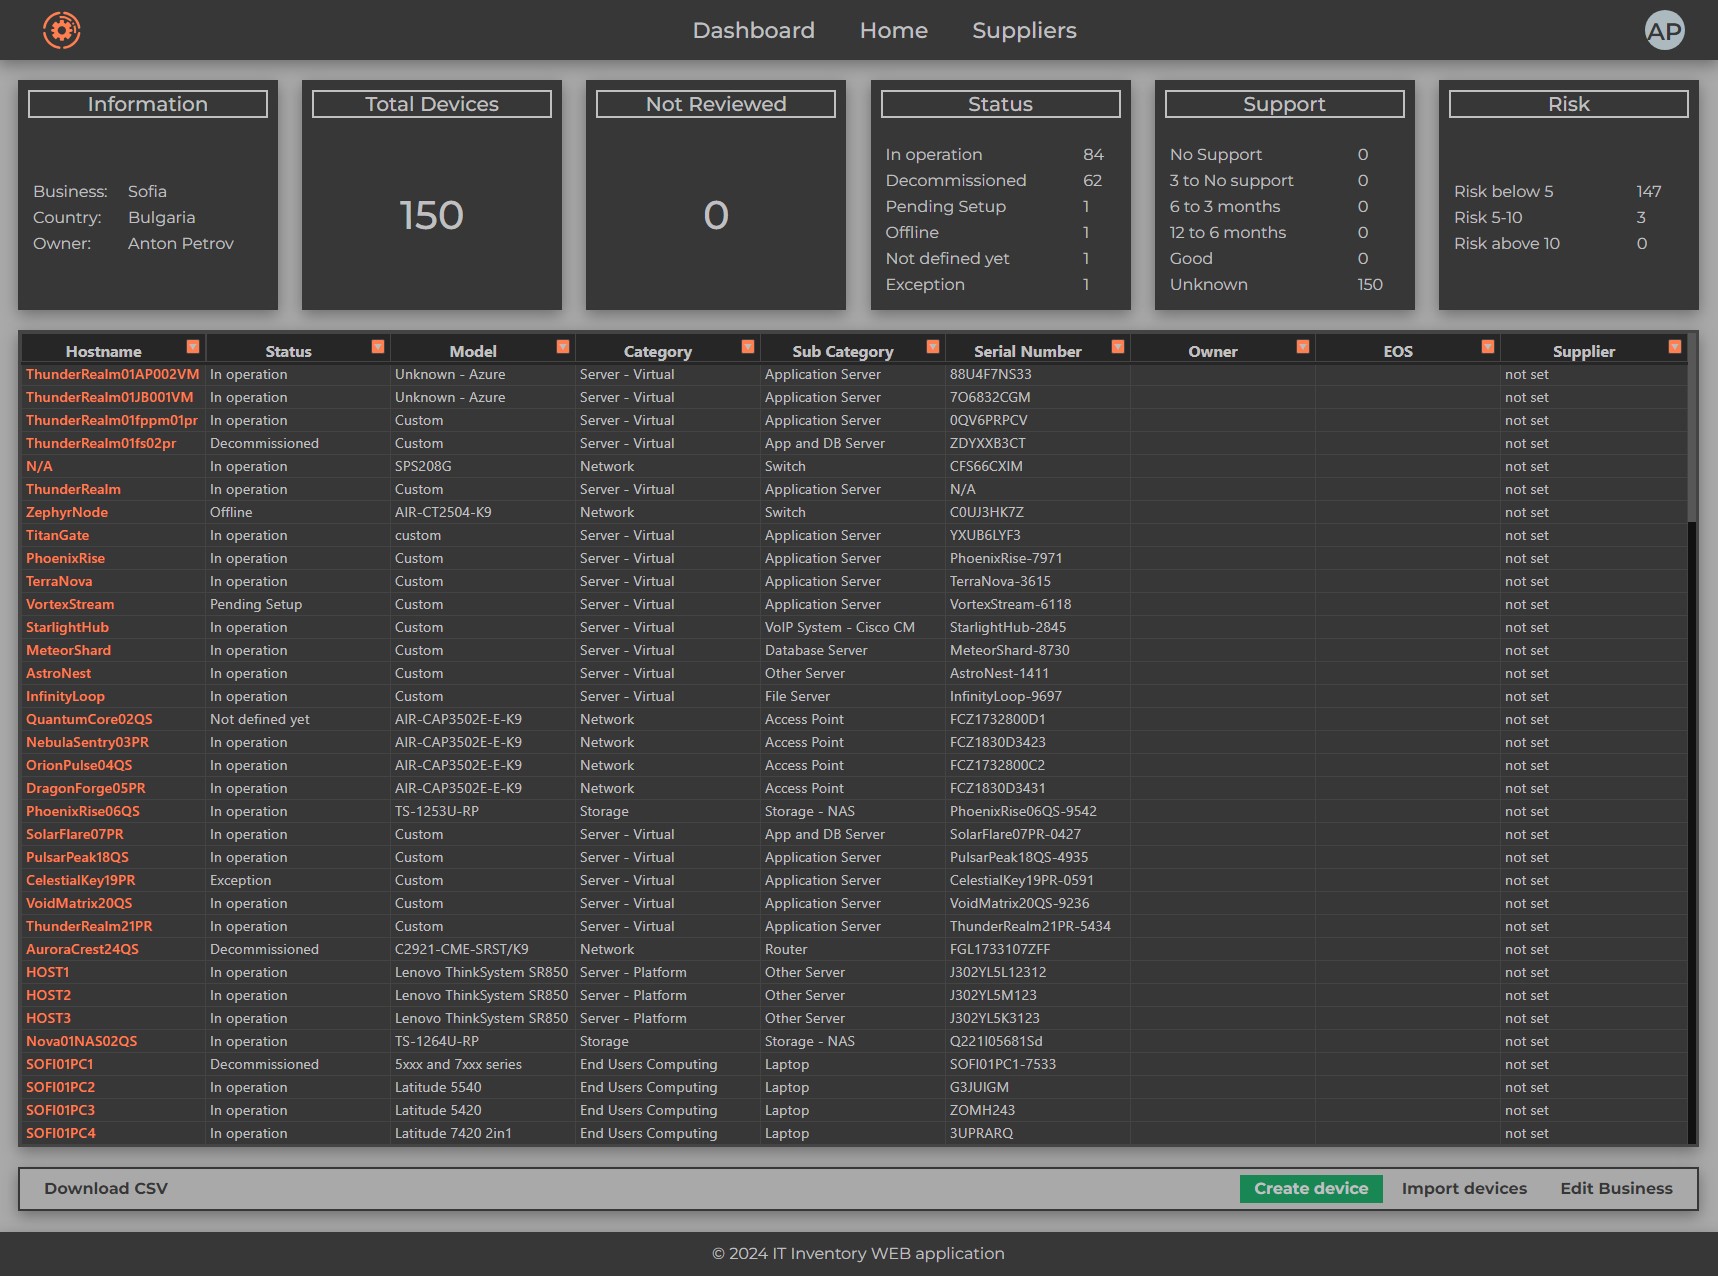 Dashboard Home Suppliers AP
Information Total Devices Not Reviewed Status Support Risk
Business: Sofia
Country: Bulgaria
Owner: Anton Petrov
150
0
In operation 84
Decommissioned 62
Pending Setup 1
Offline 1
Not defined yet 1
Exception 1
No Support 0
3 to No support 0
6 to 3 months 0
12 to 6 months 0
Good 0
Unknown 150
Risk below 5 147
Risk 5-10 3
Risk above 10 0
Hostname Status Model Category Sub Category Serial Number Owner EOS Supplier
ThunderRealm01AP002VM In operation Unknown - Azure Server - Virtual Application Server 88U4F7NS33 not set
ThunderRealm01JB001VM In operation Unknown - Azure Server - Virtual Application Server 7O6832CGM not set
ThunderRealm01fppm01pr In operation Custom Server - Virtual Application Server 0QV6PRPCV not set
ThunderRealm01fs02pr Decommissioned Custom Server - Virtual App and DB Server ZDYXXB3CT not set
N/A In operation SPS208G Network Switch CFS66CXIM not set
ThunderRealm In operation Custom Server - Virtual Application Server N/A not set
ZephyrNode Offline AIR-CT2504-K9 Network Switch C0UJ3HK7Z not set
TitanGate In operation custom Server - Virtual Application Server YXUB6LYF3 not set
PhoenixRise In operation Custom Server - Virtual Application Server PhoenixRise-7971 not set
TerraNova In operation Custom Server - Virtual Application Server TerraNova-3615 not set
VortexStream Pending Setup Custom Server - Virtual Application Server VortexStream-6118 not set
StarlightHub In operation Custom Server - Virtual VoIP System - Cisco CM StarlightHub-2845 not set
MeteorShard In operation Custom Server - Virtual Database Server MeteorShard-8730 not set
AstroNest In operation Custom Server - Virtual Other Server AstroNest-1411 not set
InfinityLoop In operation Custom Server - Virtual File Server InfinityLoop-9697 not set
QuantumCore02QS Not defined yet AIR-CAP3502E-E-K9 Network Access Point FCZ1732800D1 not set
NebulaSentry03PR In operation AIR-CAP3502E-E-K9 Network Access Point FCZ1830D3423 not set
OrionPulse04QS In operation AIR-CAP3502E-E-K9 Network Access Point FCZ1732800C2 not set
DragonForge05PR In operation AIR-CAP3502E-E-K9 Network Access Point FCZ1830D3431 not set
PhoenixRise06QS In operation TS-1253U-RP Storage Storage - NAS PhoenixRise06QS-9542 not set
SolarFlare07PR In operation Custom Server - Virtual App and DB Server SolarFlare07PR-0427 not set
PulsarPeak18QS In operation Custom Server - Virtual Application Server PulsarPeak18QS-4935 not set
CelestialKey19PR Exception Custom Server - Virtual Application Server CelestialKey19PR-0591 not set
VoidMatrix20QS In operation Custom Server - Virtual Application Server VoidMatrix20QS-9236 not set
ThunderRealm21PR In operation Custom Server - Virtual Application Server ThunderRealm21PR-5434 not set
AuroraCrest24QS Decommissioned C2921-CME-SRST/K9 Network Router FGL1733107ZFF not set
HOST1 In operation Lenovo ThinkSystem SR850 Server - Platform Other Server J302YL5L12312 not set
HOST2 In operation Lenovo ThinkSystem SR850 Server - Platform Other Server J302YL5M123 not set
HOST3 In operation Lenovo ThinkSystem SR850 Server - Platform Other Server J302YL5K3123 not set
Nova01NAS02QS In operation TS-1264U-RP Storage Storage - NAS Q221I05681Sd not set
SOFI01PC1 Decommissioned 5xxx and 7xxx series End Users Computing Laptop SOFI01PC1-7533 not set
SOFI01PC2 In operation Latitude 5540 End Users Computing Laptop G3JUIGM not set
SOFI01PC3 In operation Latitude 5420 End Users Computing Laptop ZOMH243 not set
SOFI01PC4 In operation Latitude 7420 2in1 End Users Computing Laptop 3UPRARQ not set
Download CSV Create device Import devices Edit Business
© 2024 IT Inventory WEB application